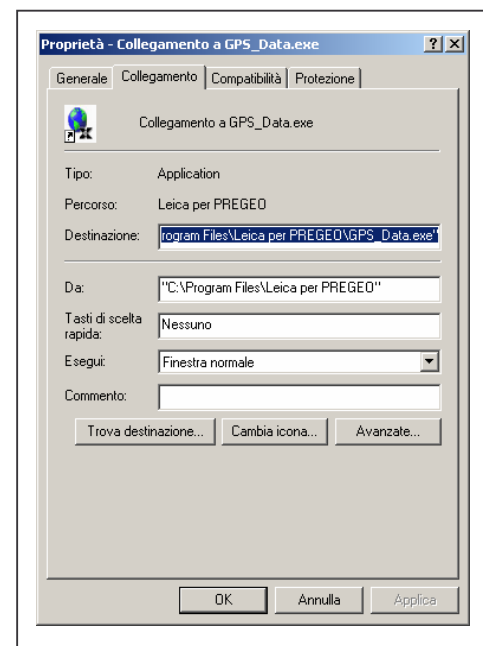 Proprietà - Collegamento a GPS_Data.exe
Generale Collegamento Compatibilità Protezione
Collegamento a GPS_Data.exe
Tipo: Application
Percorso: Leica per PREGEO
Destinazione: rogram Files\Leica per PREGEO\GPS_Data.exe"
Da: "C:\Program Files\Leica per PREGEO"
Tasti di scelta
rapida: Nessuno
Esegui: Finestra normale
Commento:
Trova destinazione... Cambia icona... Avanzate...
OK Annulla Applica